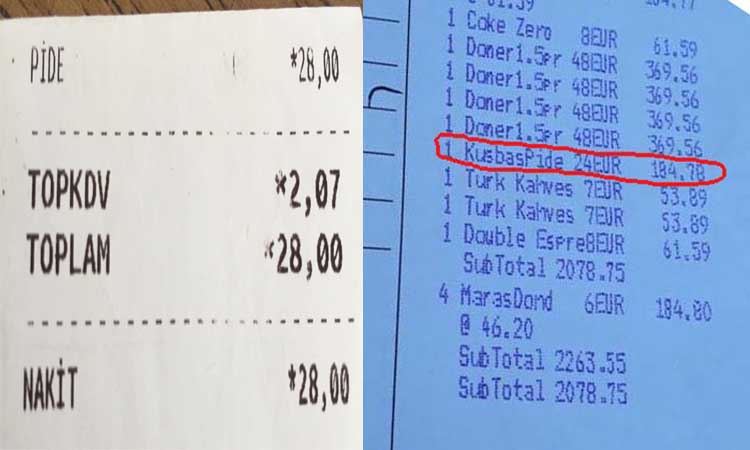 PİDE *28,00
TOPKDV *2,07
TOPLAM *28,00
NAKİT *28,00
1 Coke Zero 8EUR 61.59
1 Doner1.5Pr 48EUR 369.56
1 Doner1.5Pr 48EUR 369.56
1 Doner1.5Pr 48EUR 369.56
1 Doner1.5Pr 48EUR 369.56
1 KusbasPide 24EUR 184.78
1 Turk Kahves 7EUR 53.89
1 Turk Kahves 7EUR 53.89
1 Double Espre8EUR 61.59
SubTotal 2078.75
4 MarasDond 6EUR 184.80
@ 46.20
SubTotal 2263.55
SubTotal 2078.75